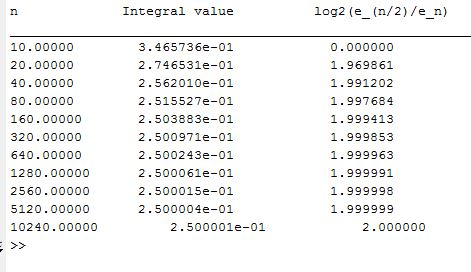 n Integral value log2(e_(n/2)/e_n)
10.00000 3.465736e-01 0.000000
20.00000 2.746531e-01 1.969861
40.00000 2.562010e-01 1.991202
80.00000 2.515527e-01 1.997684
160.00000 2.503883e-01 1.999413
320.00000 2.500971e-01 1.999853
640.00000 2.500243e-01 1.999963
1280.00000 2.500061e-01 1.999991
2560.00000 2.500015e-01 1.999998
5120.00000 2.500004e-01 1.999999
10240.00000 2.500001e-01 2.000000
>>